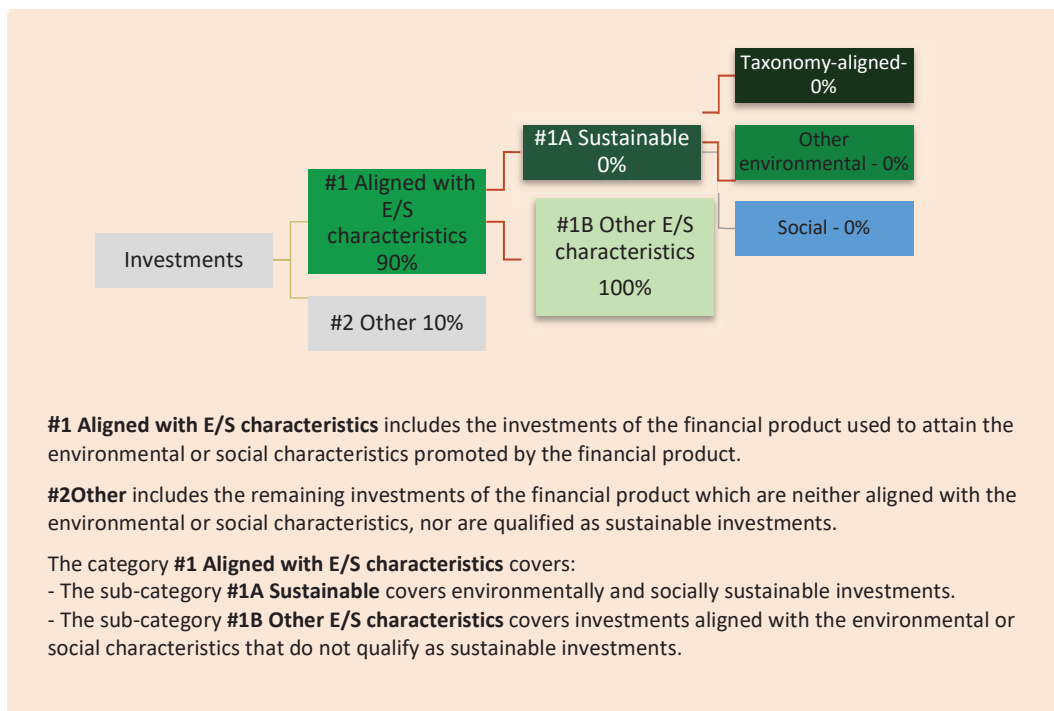 Taxonomy-aligned-
0%
#1A Sustainable
0%
Other
environmental - 0%
#1 Aligned with
E/S
characteristics
90%
#1B Other E/S
characteristics
100%
Social - 0%
Investments
#2 Other 10%
#1 Aligned with E/S characteristics includes the investments of the financial product used to attain the
environmental or social characteristics promoted by the financial product.
#2Other includes the remaining investments of the financial product which are neither aligned with the
environmental or social characteristics, nor are qualified as sustainable investments.
The category #1 Aligned with E/S characteristics covers:
- The sub-category #1A Sustainable covers environmentally and socially sustainable investments.
- The sub-category #1B Other E/S characteristics covers investments aligned with the environmental or
social characteristics that do not qualify as sustainable investments.